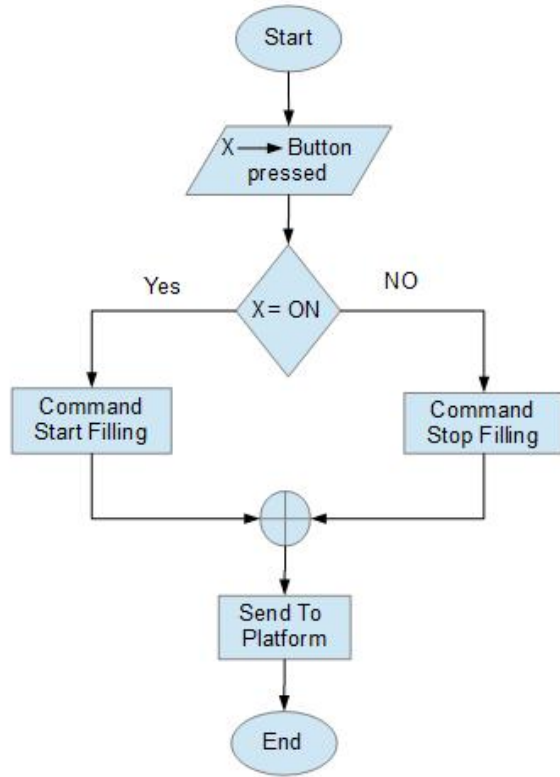 Start
X → Button
pressed
Yes
NO
X = ON
Command
Start Filling
Command
Stop Filling
Send To
Platform
End